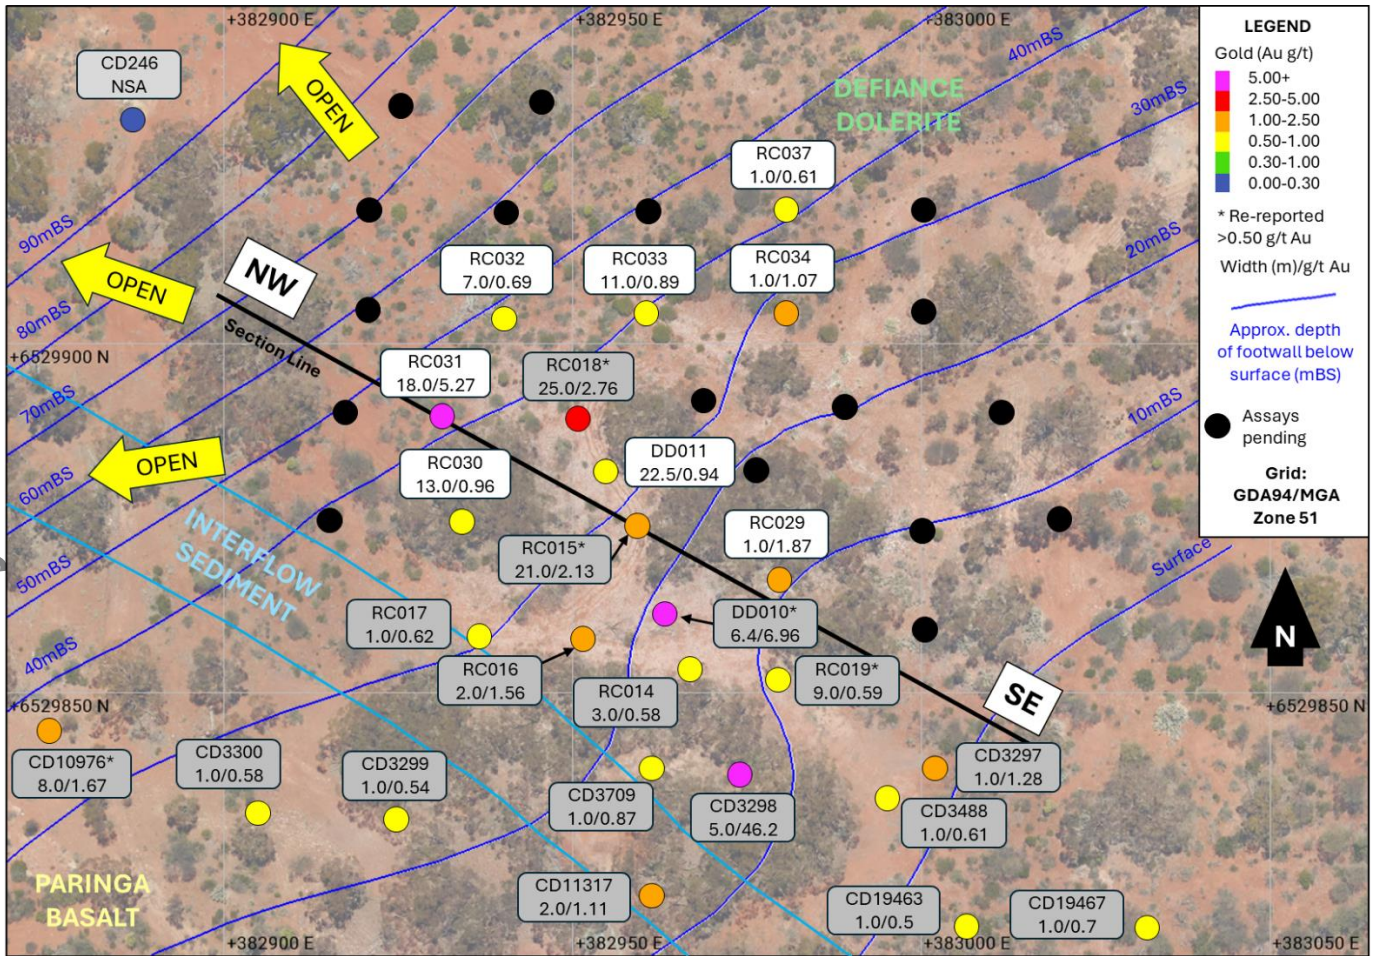 +382900 E
+382950 E
+383000 E
LEGEND
Gold (Au g/t)
5.00+
2.50-5.00
1.00-2.50
0.50-1.00
0.30-1.00
0.00-0.30
* Re-reported
>0.50 g/t Au
Width (m)/g/t Au
Approx. depth
of footwall below
surface (mBS)
Assays
pending
Grid:
GDA94/MGA
Zone 51
40mBS
CD246
NSA
OPEN
DEFIANCE
DOLERITE
30mBS
RC037
1.0/0.61
90mBS
20mBS
RC032
7.0/0.69
RC033
11.0/0.89
RC034
1.0/1.07
NW
OPEN
80mBS
Section Line
+6529900 N
RC031
18.0/5.27
RC018*
25.0/2.76
70mBS
10mBS
OPEN
RC030
13.0/0.96
DD011
22.5/0.94
60mBS
INTERFLOW
SEDIMENT
RC015*
21.0/2.13
RC029
1.0/1.87
Surface
50mBS
RC017
1.0/0.62
DD010*
6.4/6.96
N
40mBS
RC016
2.0/1.56
RC014
3.0/0.58
RC019*
9.0/0.59
SE
+6529850 N
+6529850 N
CD10976*
8.0/1.67
CD3300
1.0/0.58
CD3299
1.0/0.54
CD3709
1.0/0.87
CD3298
5.0/46.2
CD3297
1.0/1.28
CD3488
1.0/0.61
PARINGA
BASALT
CD11317
2.0/1.11
CD19463
1.0/0.5
CD19467
1.0/0.7
+382900 E
+382950 E
+383000 E
+383050 E